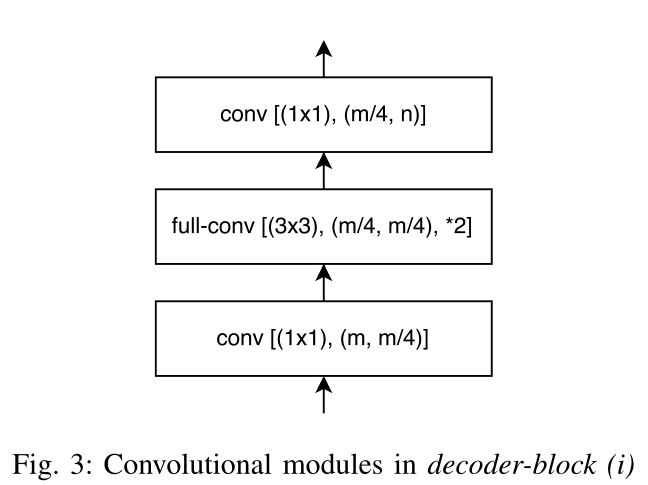 conv [(1x1), (m/4, n)]
full-conv [(3x3), (m/4, m/4), *2]
conv [(1x1), (m, m/4)]
Fig. 3: Convolutional modules in decoder-block (i)